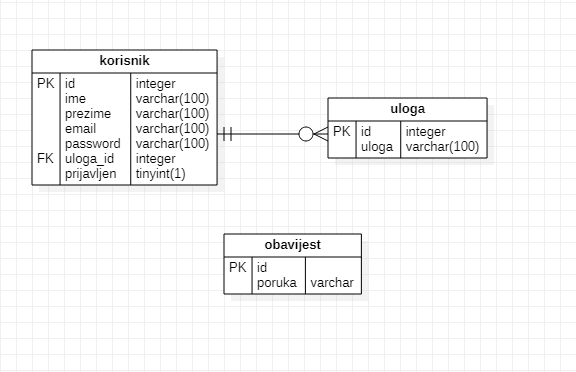 korisnik
PK id integer
ime varchar(100)
prezime varchar(100)
email varchar(100)
password varchar(100)
FK uloga_id integer
prijavljen tinyint(1)
uloga
PK id integer
uloga varchar(100)
obavijest
PK id
poruka varchar